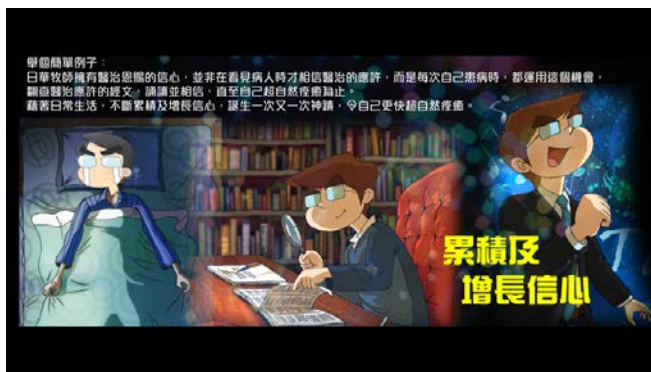 舉個簡單例子：
日華牧師擁有醫治恩賜的信心，並非在看見病人時才相信醫治的應許，而是每次自己患病時，都運用這個機會，
翻查醫治應許的經文，誦讀並相信，直至自己超自然痊癒為止。
藉著日常生活，不斷累積及增長信心，誕生一次又一次神蹟，令自己更快超自然痊癒。
累積及
增長信心